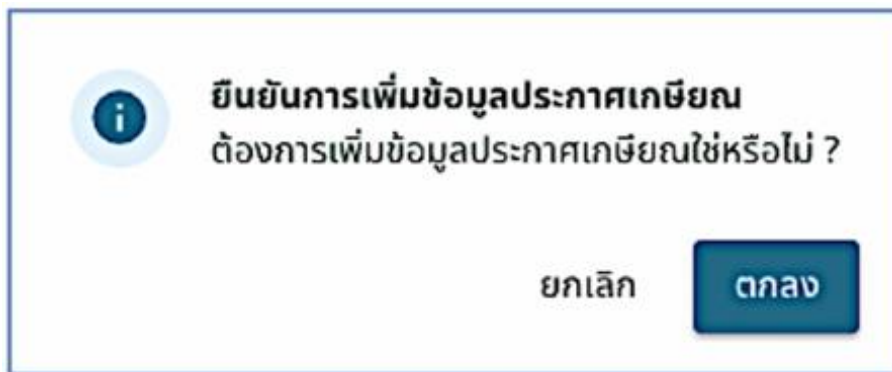 ยืนยันการเพิ่มข้อมูลประกาศเกษียณ
ต้องการเพิ่มข้อมูลประกาศเกษียณใช่หรือไม่ ?
ยกเลิก
ตกลง